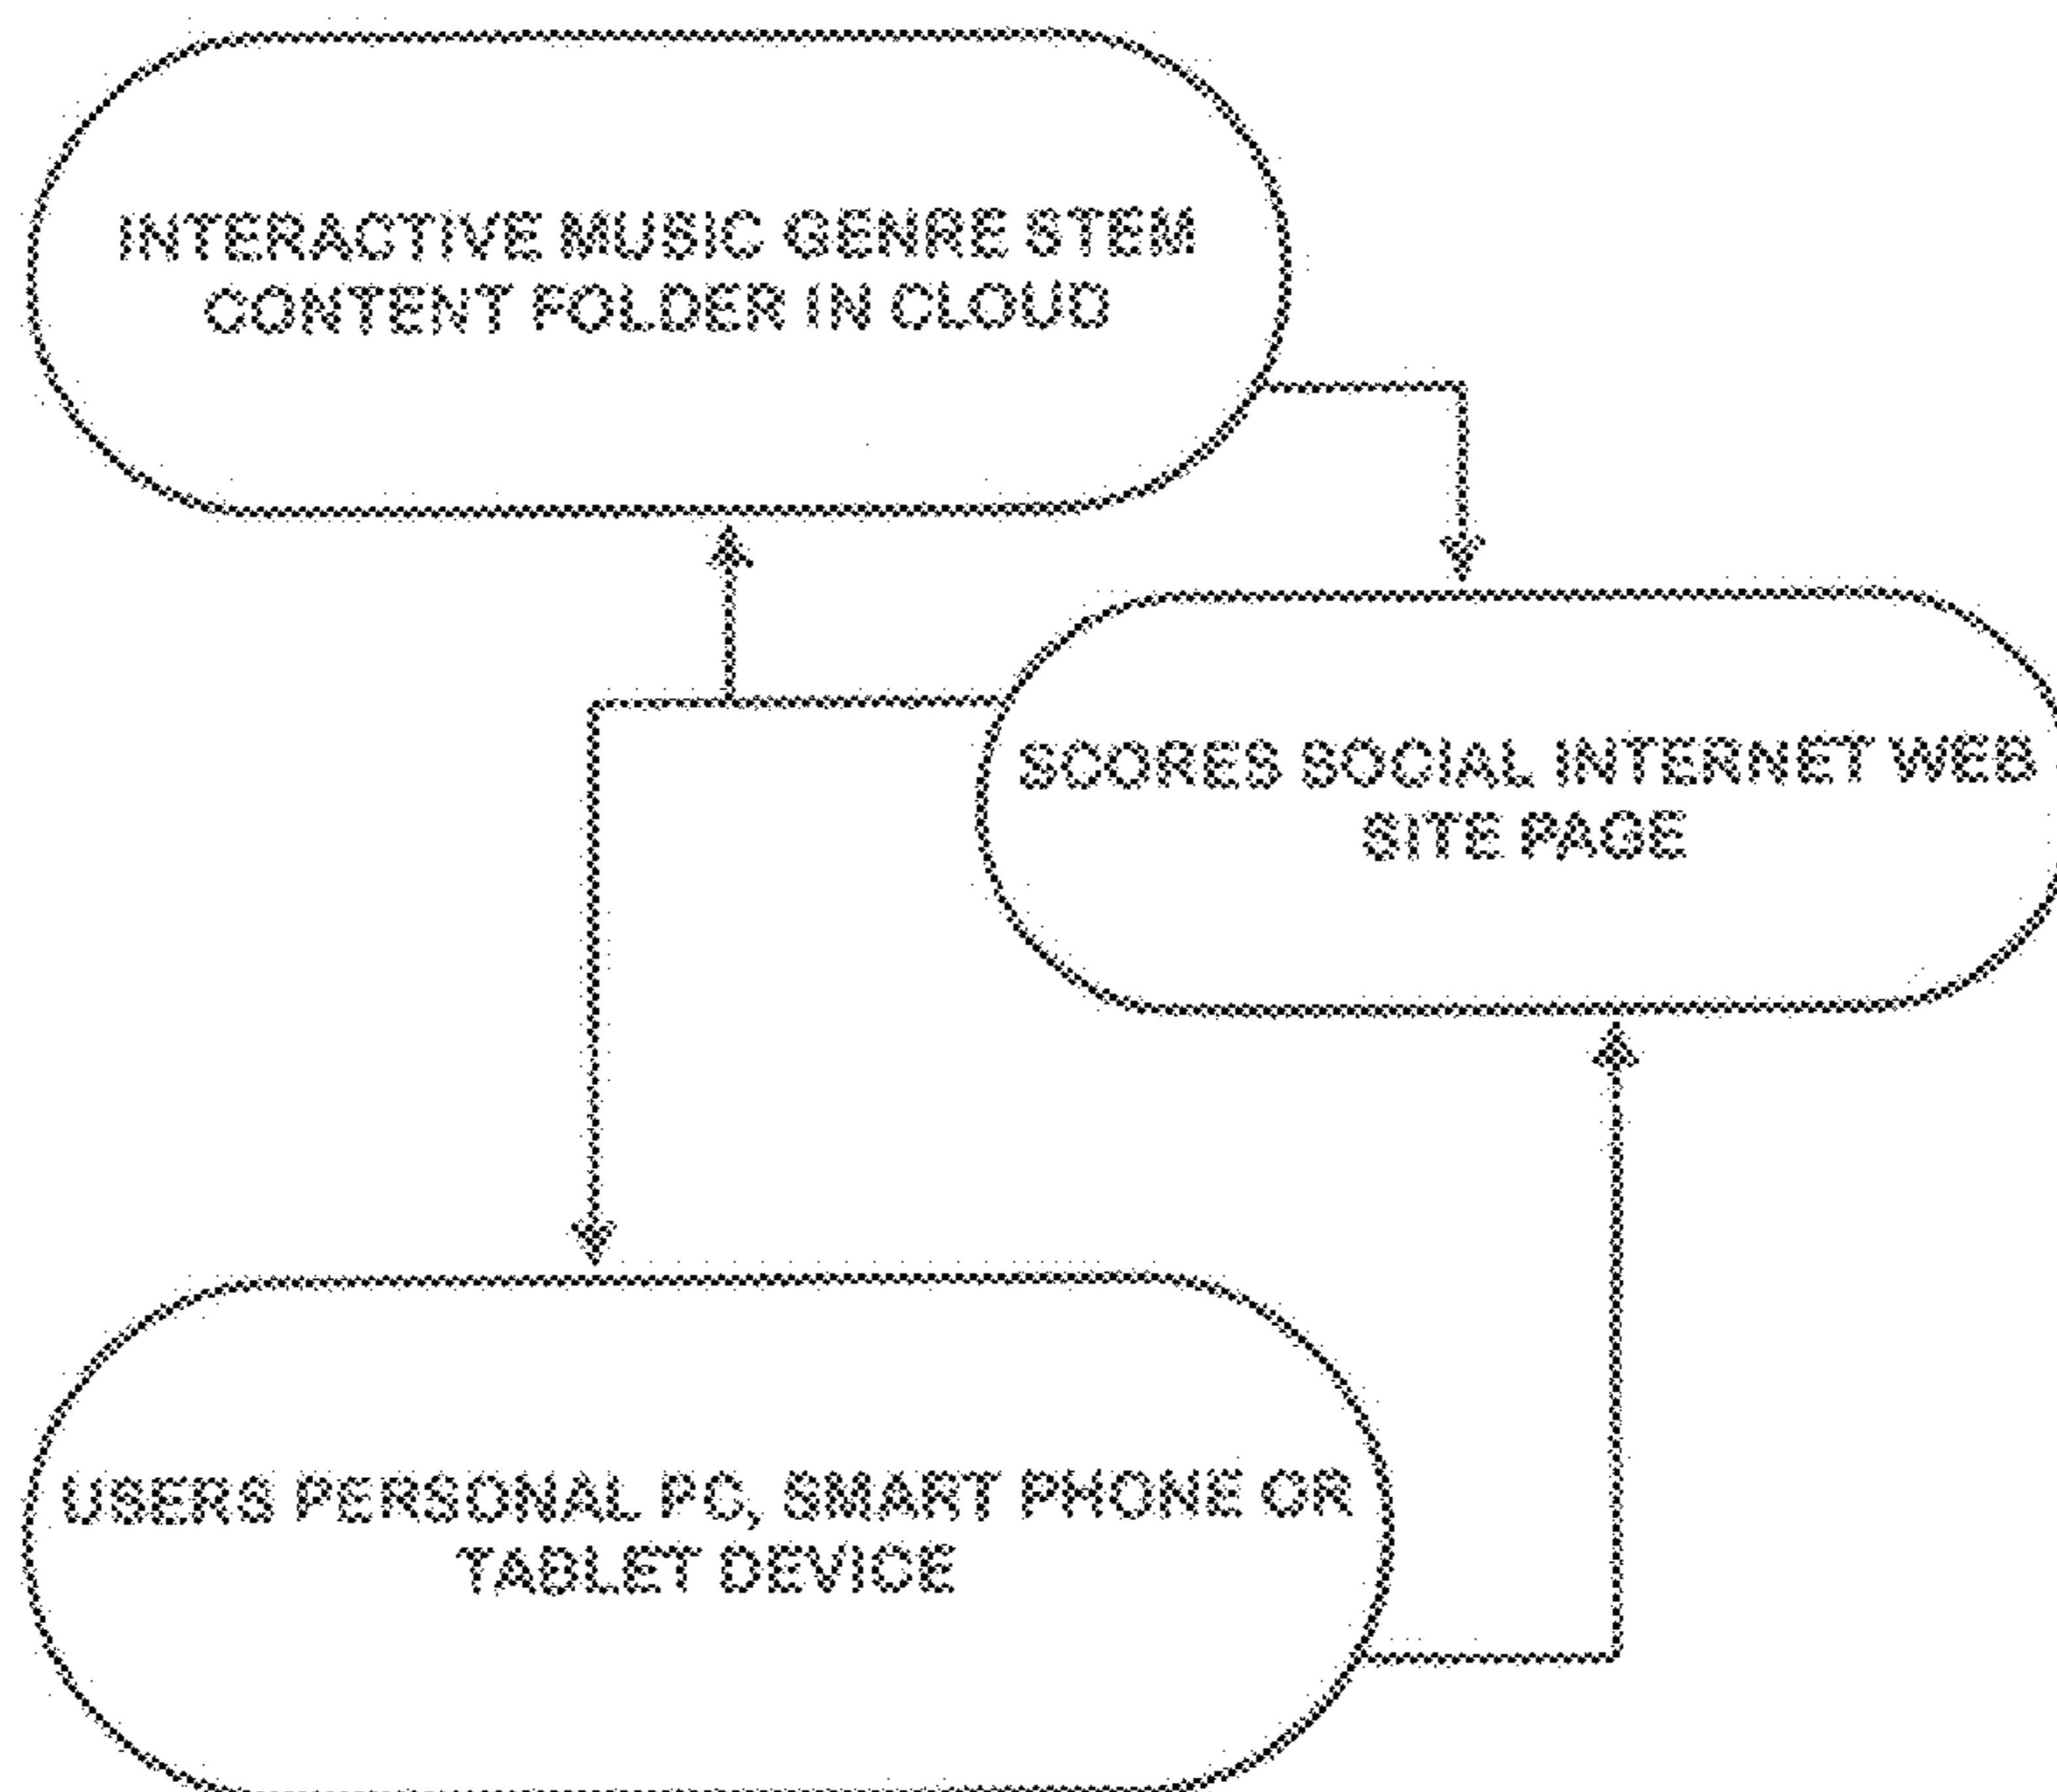 INTERACTIVE MUSIC GENRE STEM
CONTENT FOLDER IN CLOUD
SCORES SOCIAL INTERNET WEB
SITE PAGE
USERS PERSONAL PC, SMART PHONE OR
TABLET DEVICE